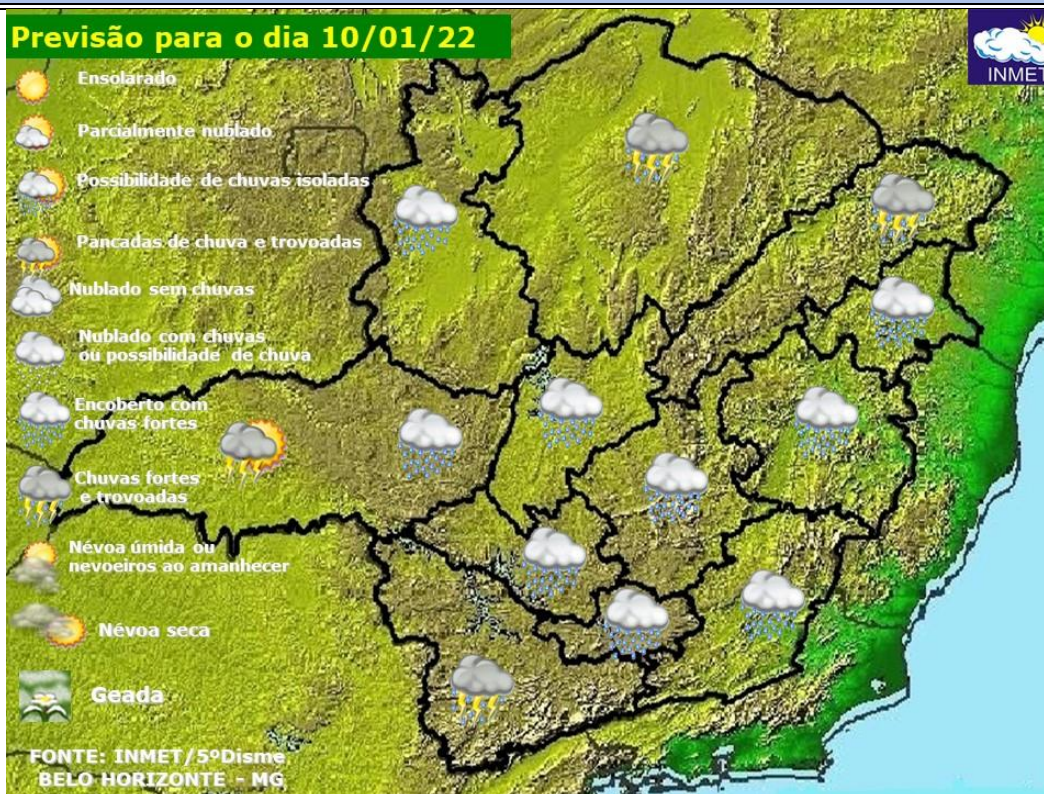 Previsão para o dia 10/01/22
INMET
Ensolarado
Parcialmente nublado
Possibilidade de chuvas isoladas
Pancadas de chuva e trovoadas
Nublado sem chuvas
Nublado com chuvas
ou possibilidade de chuva
Encoberto com
chuvas fortes
Chuvas fortes
e trovoadas
Névoa úmida ou
nevoeiros ao amanhecer
Névoa seca
Geada
FONTE: INMET/5ºDisme
BELO HORIZONTE - MG